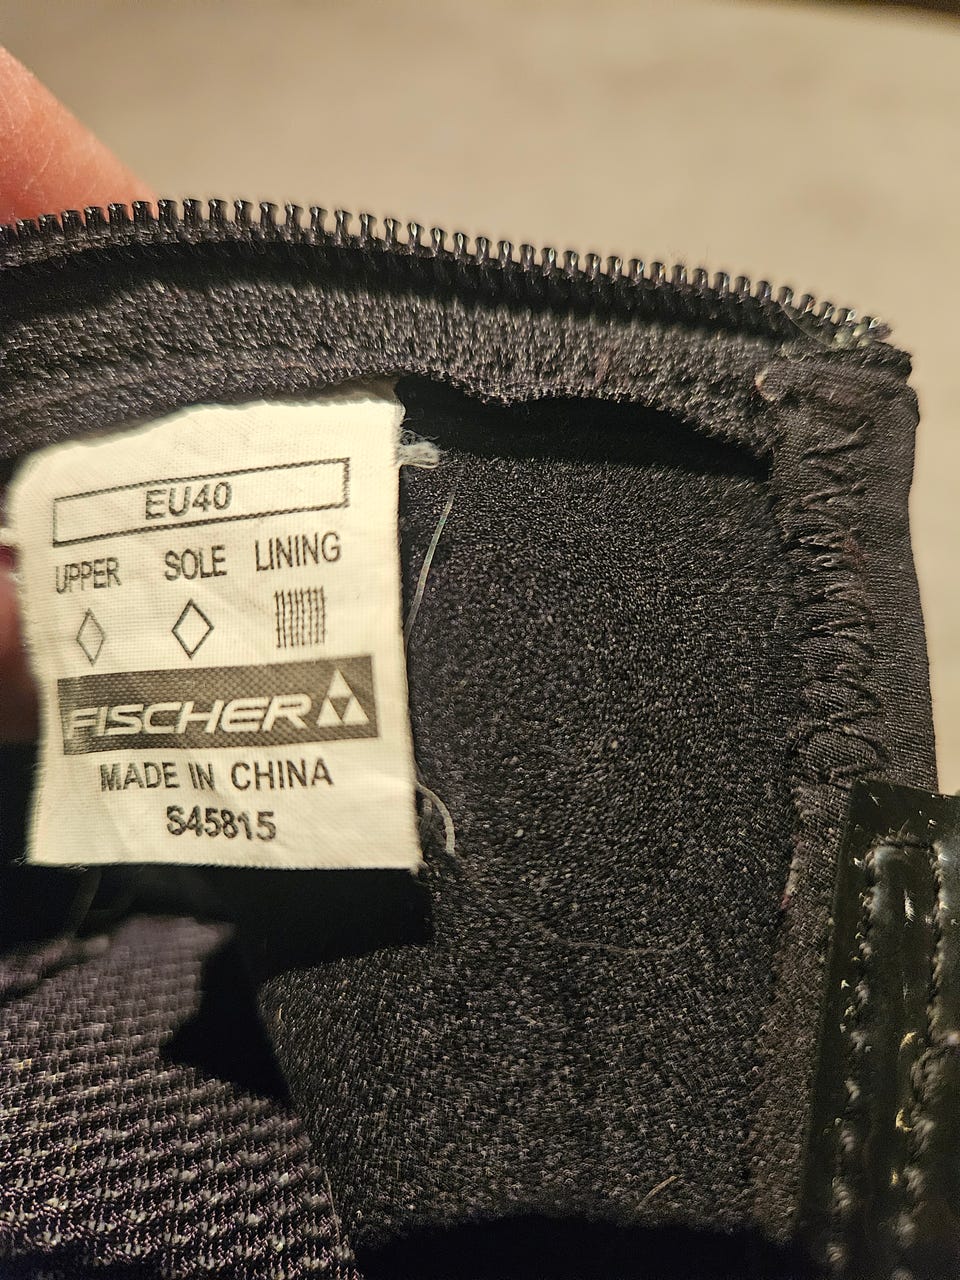 EU40
UPPER SOLE LINING
FISCHER
MADE IN CHINA
S45815